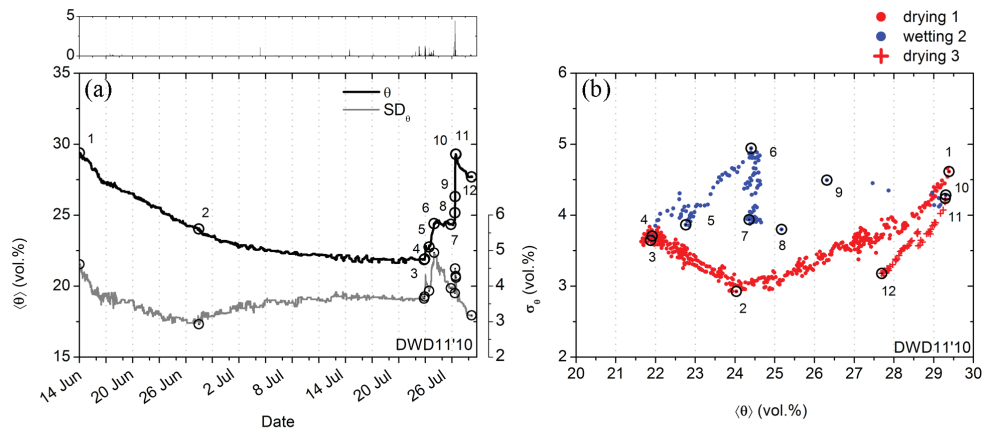 5
0
35
30
25
20
15
⟨θ⟩ (vol.%)
(a)
θ
SD_θ
1
2
3
4
5
6
7
8
9
10
11
12
6
5
4
3
2
DWD11'10
14 Jun
20 Jun
26 Jun
2 Jul
8 Jul
14 Jul
20 Jul
26 Jul
Date
drying 1
wetting 2
drying 3
(b)
6
5
4
3
2
1
σ_θ (vol.%)
1
2
3
4
5
6
7
8
9
10
11
12
DWD11'10
20 21 22 23 24 25 26 27 28 29 30
⟨θ⟩ (vol.%)